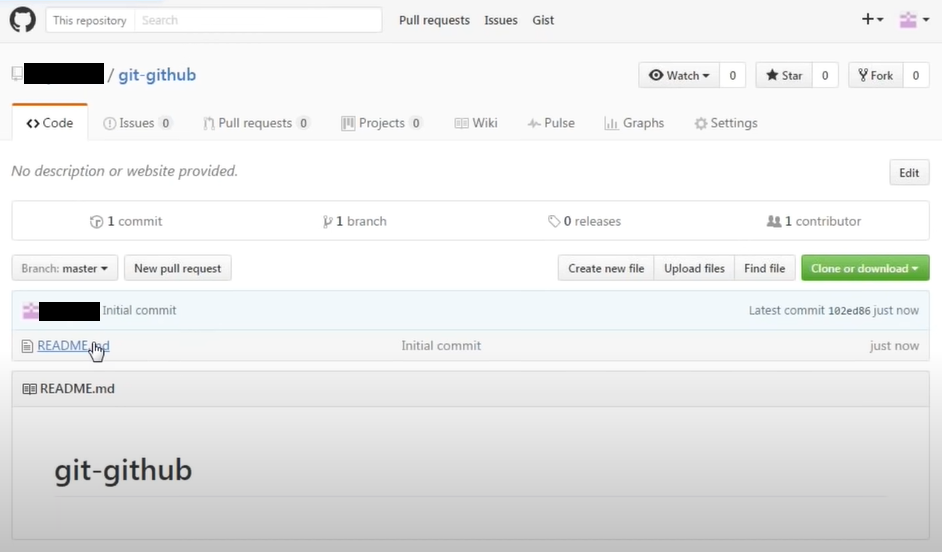 This repository Search Pull requests Issues Gist
/ git-github Watch 0 Star 0 Fork 0
Code Issues 0 Pull requests 0 Projects 0 Wiki Pulse Graphs Settings
No description or website provided. Edit
1 commit 1 branch 0 releases 1 contributor
Branch: master New pull request Create new file Upload files Find file Clone or download
Initial commit Latest commit 102ed86 just now
README.md Initial commit just now
README.md
git-github